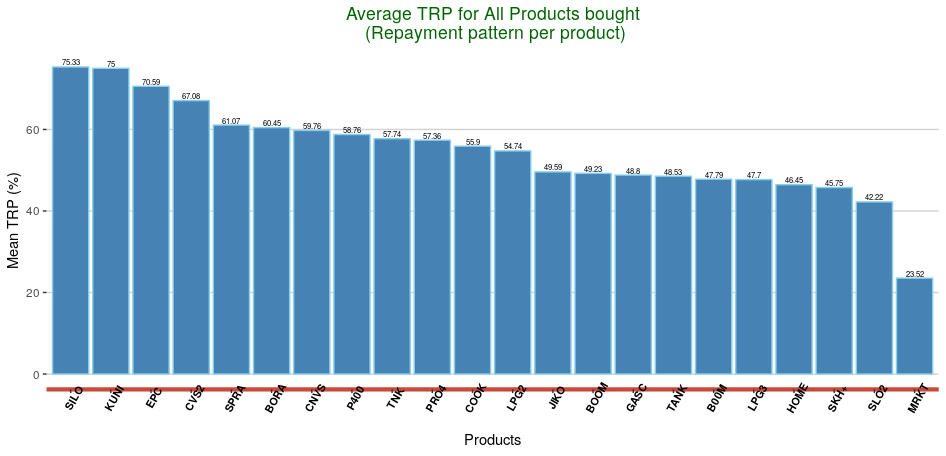 Average TRP for All Products bought
(Repayment pattern per product)
Mean TRP (%)
60
40
20
0
75.33 75 70.59 67.08 61.07 60.45 59.76 58.76 57.74 57.36 55.9 54.74 49.59 49.23 48.8 48.53 47.79 47.7 46.45 45.75 42.22 23.52
SILO KUNI EPC CVS2 SPRA BORA CNVS P400 TNK PRO4 COOK LPG2 JIKO BOOM GASC TANK B00M LPG3 HOME SKH+ SLO2 MRKT
Products